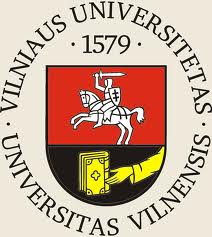 VILNIAUS UNIVERSITETAS
· 1579 ·
UNIVERSITAS VILNENSIS